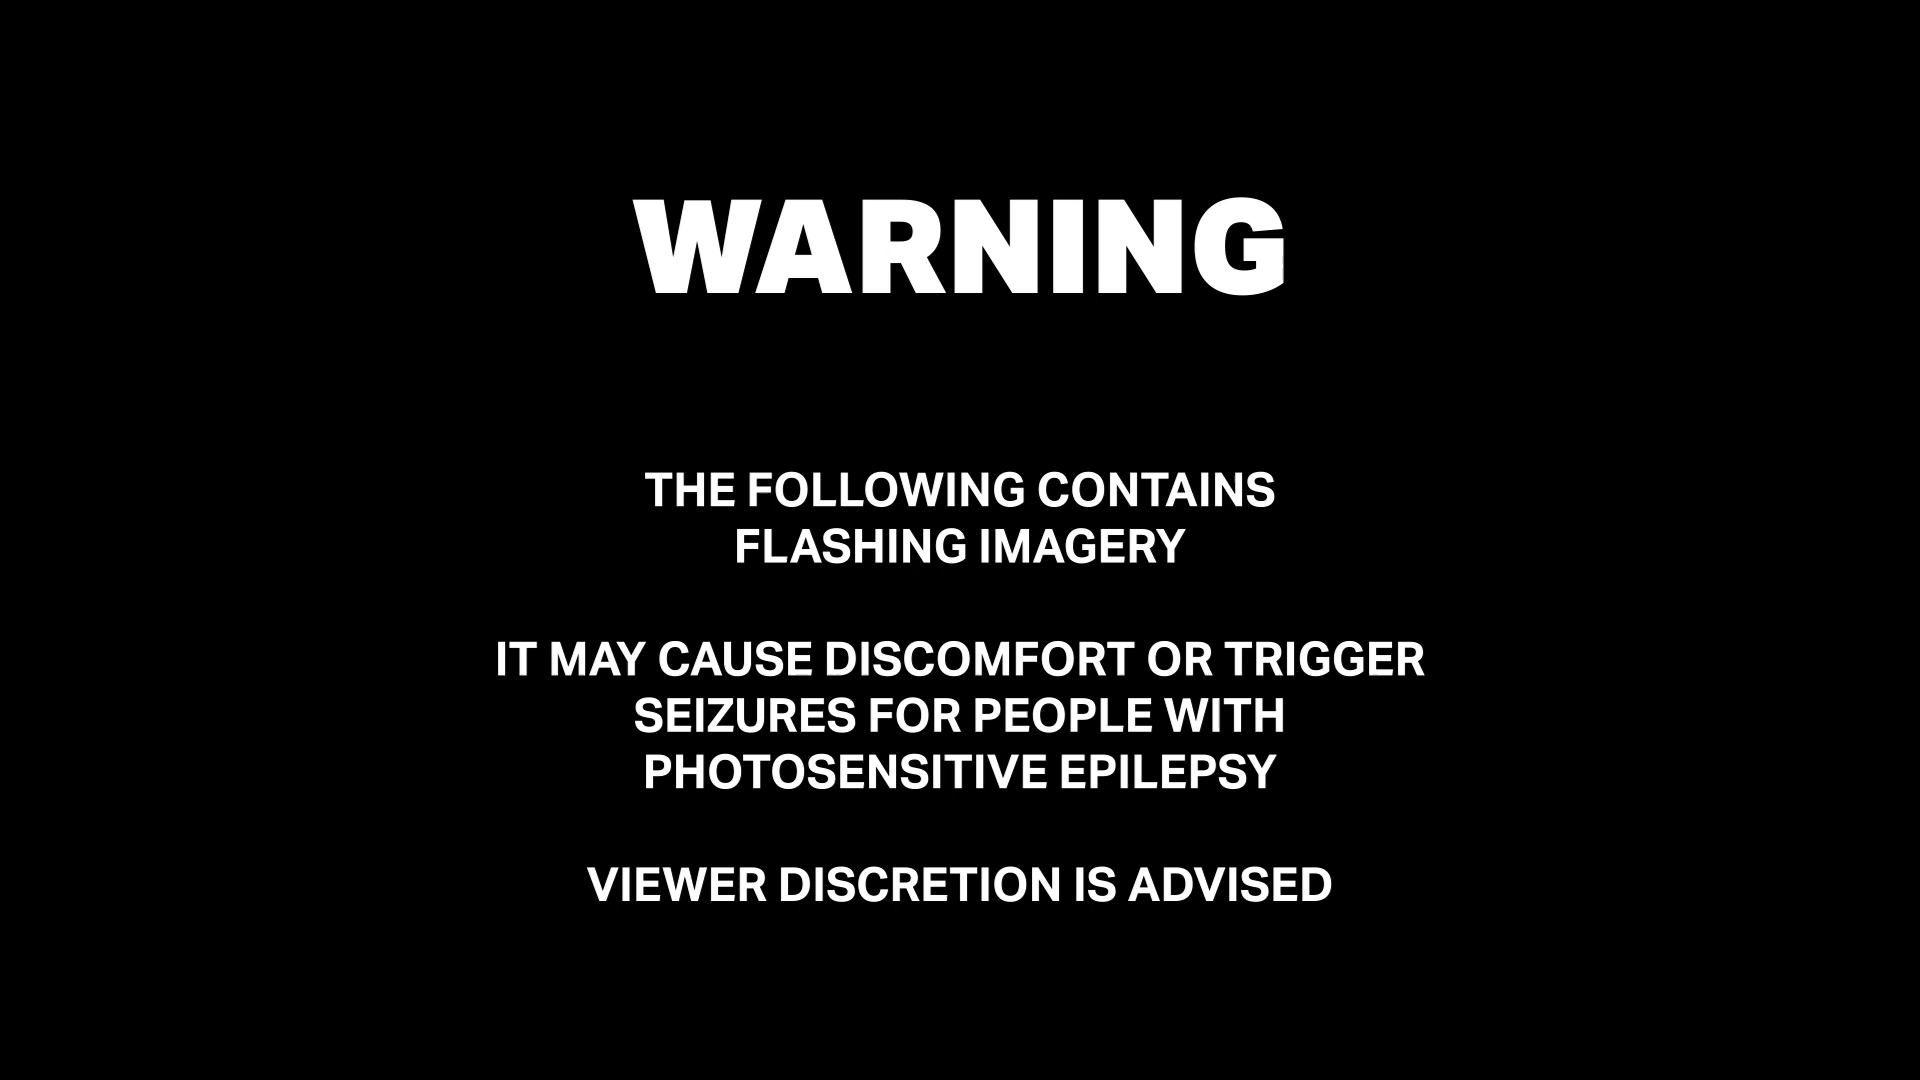 WARNING
THE FOLLOWING CONTAINS
FLASHING IMAGERY
IT MAY CAUSE DISCOMFORT OR TRIGGER
SEIZURES FOR PEOPLE WITH
PHOTOSENSITIVE EPILEPSY
VIEWER DISCRETION IS ADVISED